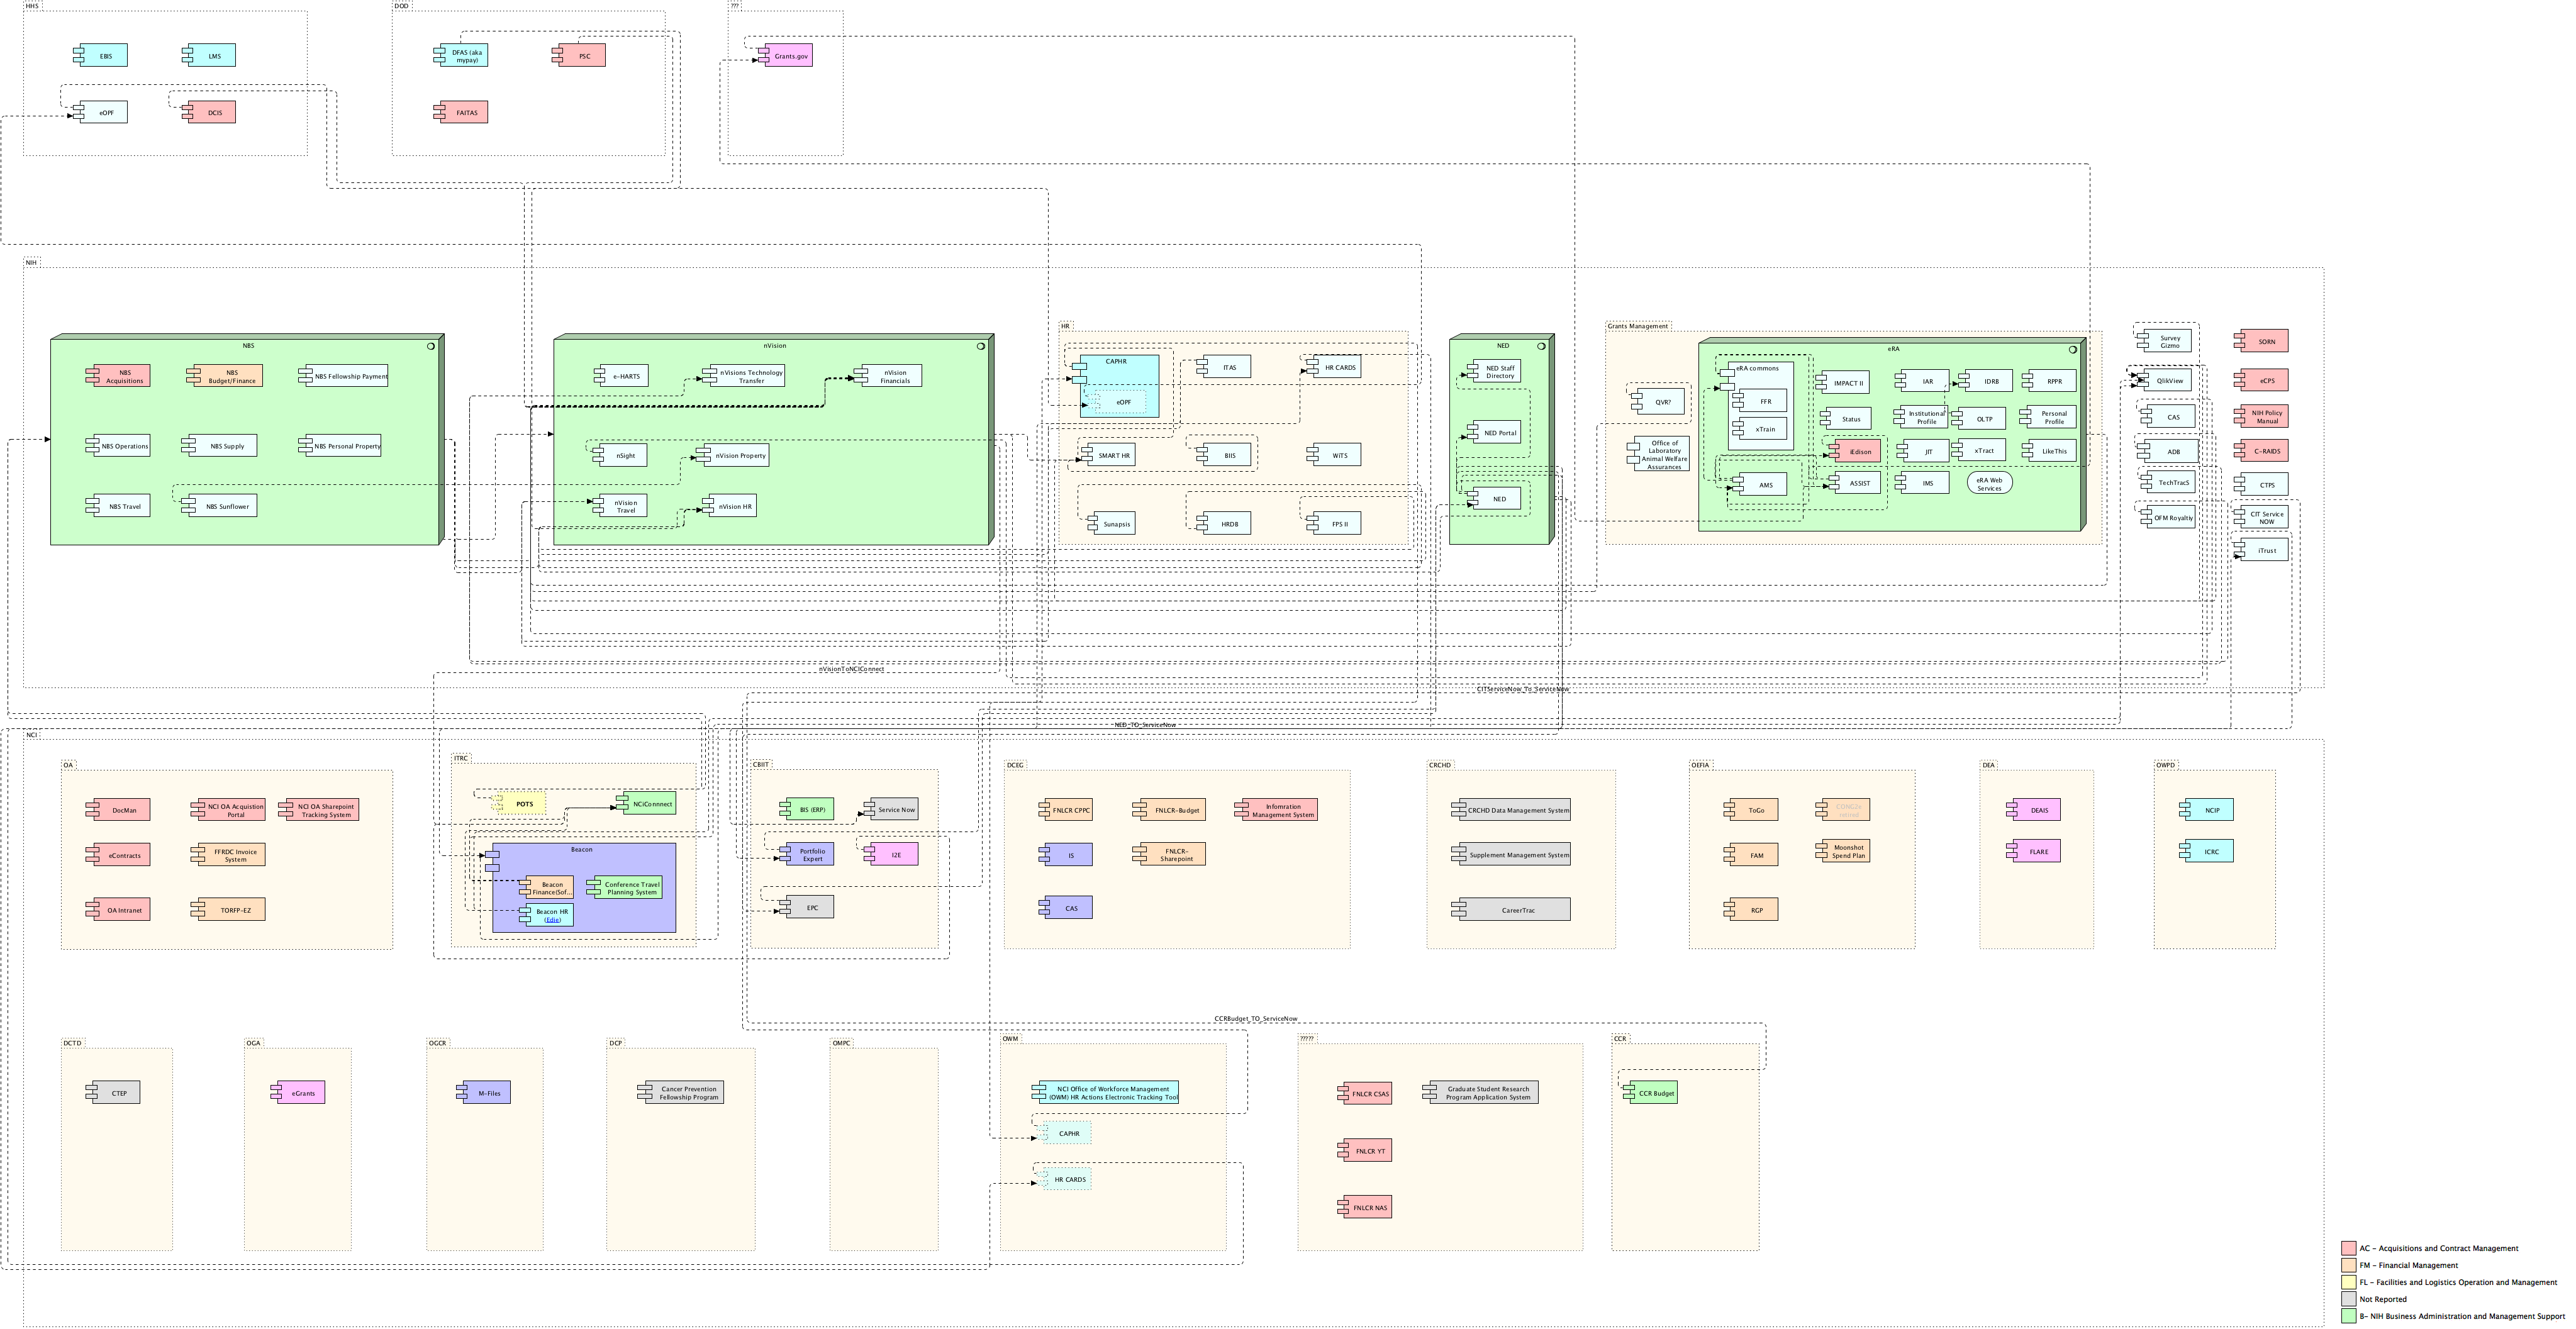 HHS
EBIS
LMS
eOPF
DCIS
DOD
DFAS (aka
mypay)
PSC
FAITAS
???
Grants.gov
NIH
NBS
NBS
Acquisitions
NBS
Budget/Finance
NBS Fellowship Payment
NBS Operations
NBS Supply
NBS Personal Property
NBS Travel
NBS Sunflower
nVision
e-HARTS
nVisions Technology
Transfer
nVision
Financials
nSight
nVision Property
nVision
Travel
nVision HR
HR
CAPHR
eOPF
ITAS
HR CARDS
SMART HR
BIIS
WiTS
Sunapsis
HRDB
FPS II
NED
NED Staff
Directory
NED Portal
NED
Grants Management
QVR?
Office of
Laboratory
Animal Welfare
Assurances
eRA
eRA commons
FFR
xTrain
AMS
IMPACT II
IAR
IDRB
RPPR
Status
Institutional
Profile
OLTP
Personal
Profile
iEdison
JIT
xTract
LikeThis
ASSIST
IMS
eRA Web
Services
Survey
Gizmo
SORN
QlikView
eCPS
CAS
NIH Policy
Manual
ADB
C-RAIDS
TechTracS
CTPS
OFM Royaltiy
CIT Service
NOW
iTrust
nVisionToNCIConnect
CITServiceNow_To_ServiceNow
NED_TO_ServiceNow
NCI
OA
DocMan
NCI OA Acquistion
Portal
NCI OA Sharepoint
Tracking System
eContracts
FFRDC Invoice
System
OA Intranet
TORFP-EZ
ITRC
POTS
NCIConnnect
Beacon
Beacon
Finance(Sof...
Conference Travel
Planning System
Beacon HR
(Edie)
CBIIT
BIS (ERP)
Service Now
Portfolio
Expert
I2E
EPC
DCEG
FNLCR CPPC
FNLCR-Budget
Infomration
Management System
IS
FNLCR-
Sharepoint
CAS
CRCHD
CRCHD Data Management System
Supplement Management System
CareerTrac
OEFIA
ToGo
FAM
Moonshot
Spend Plan
RGP
DEA
DEAIS
FLARE
OWPD
NCIP
ICRC
CCRBudget_TO_ServiceNow
DCTD
CTEP
OGA
eGrants
OGCR
M-Files
DCP
Cancer Prevention
Fellowship Program
OMPC
OWM
NCI Office of Workforce Management
(OWM) HR Actions Electronic Tracking Tool
CAPHR
HR CARDS
?????
FNLCR CSAS
Graduate Student Research
Program Application System
FNLCR YT
FNLCR NAS
CCR
CCR Budget
AC - Acquisitions and Contract Management
FM - Financial Management
FL - Facilities and Logistics Operation and Management
Not Reported
B- NIH Business Administration and Management Support